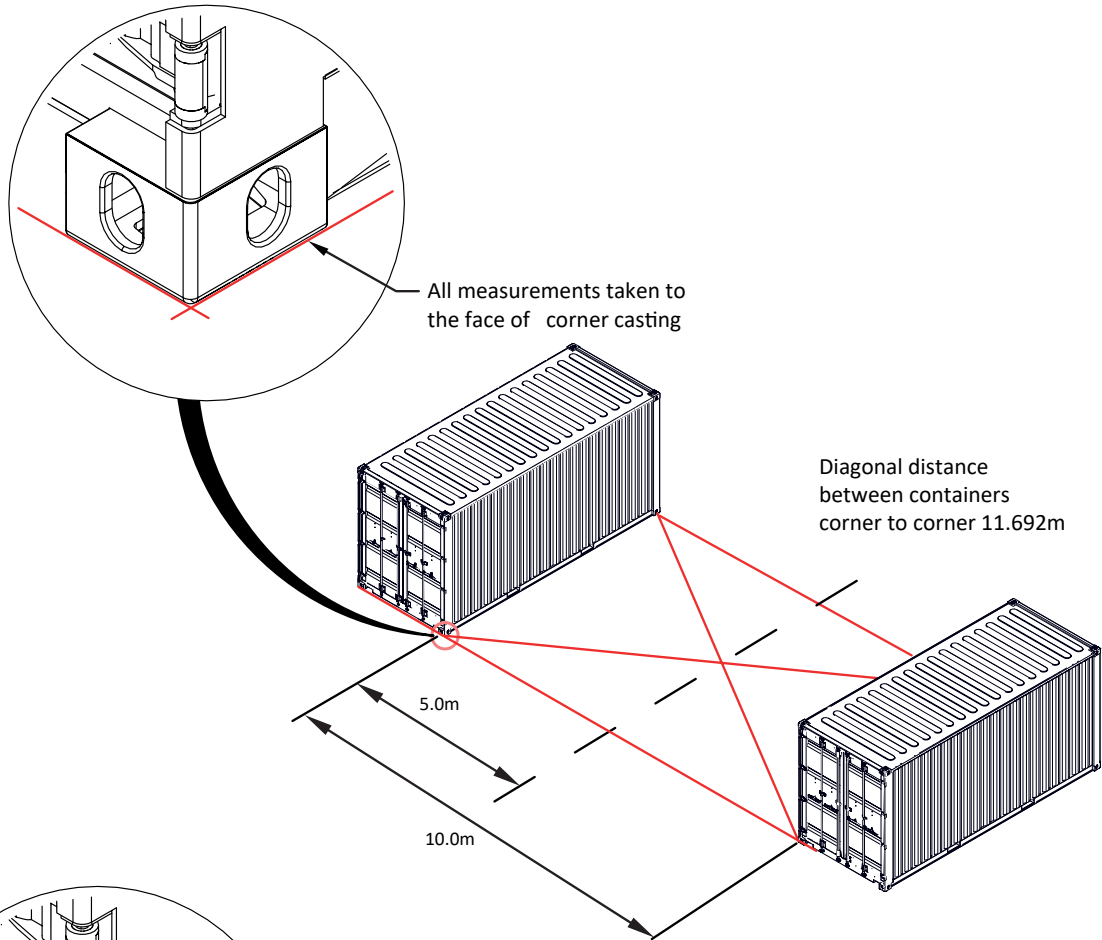 All measurements taken to
the face of corner casting
Diagonal distance
between containers
corner to corner 11.692m
5.0m
10.0m